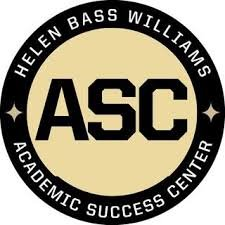 HELEN BASS WILLIAMS
ASC
ACADEMIC SUCCESS CENTER